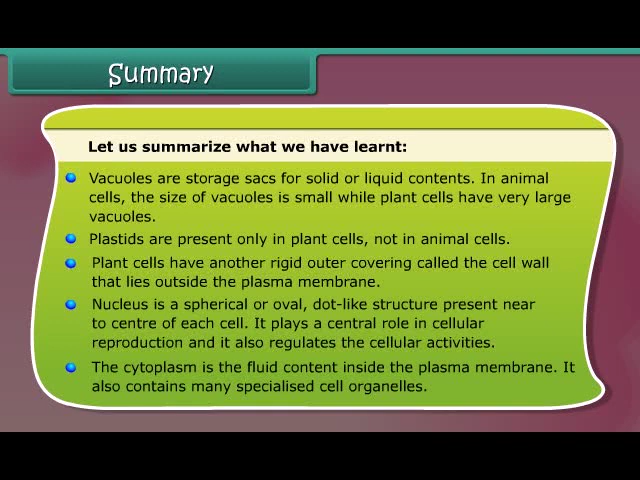 Summary
Let us summarize what we have learnt:
Vacuoles are storage sacs for solid or liquid contents. In animal
cells, the size of vacuoles is small while plant cells have very large
vacuoles.
Plastids are present only in plant cells, not in animal cells.
Plant cells have another rigid outer covering called the cell wall
that lies outside the plasma membrane.
Nucleus is a spherical or oval, dot-like structure present near
to centre of each cell. It plays a central role in cellular
reproduction and it also regulates the cellular activities.
The cytoplasm is the fluid content inside the plasma membrane. It
also contains many specialised cell organelles.